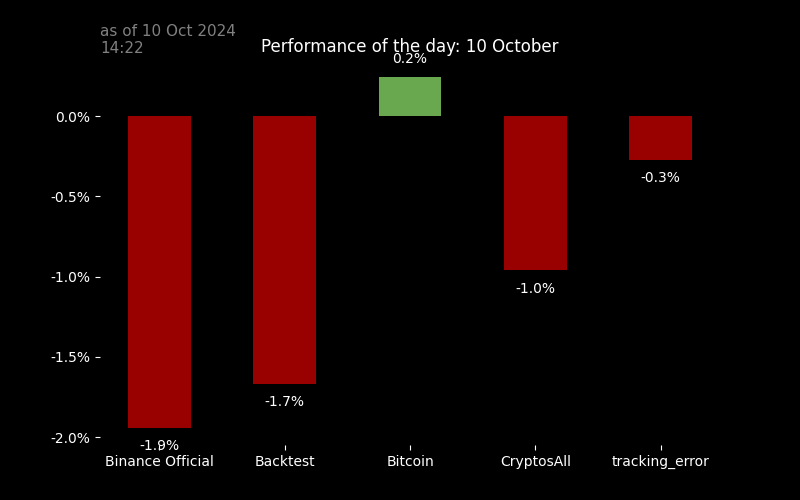 as of 10 Oct 2024
14:22
Performance of the day: 10 October
0.2%
0.0%
-0.3%
-0.5%
-1.0%
-1.0%
-1.5%
-1.7%
-2.0%
-1.9%
Binance Official
Backtest
Bitcoin
CryptosAll
tracking_error